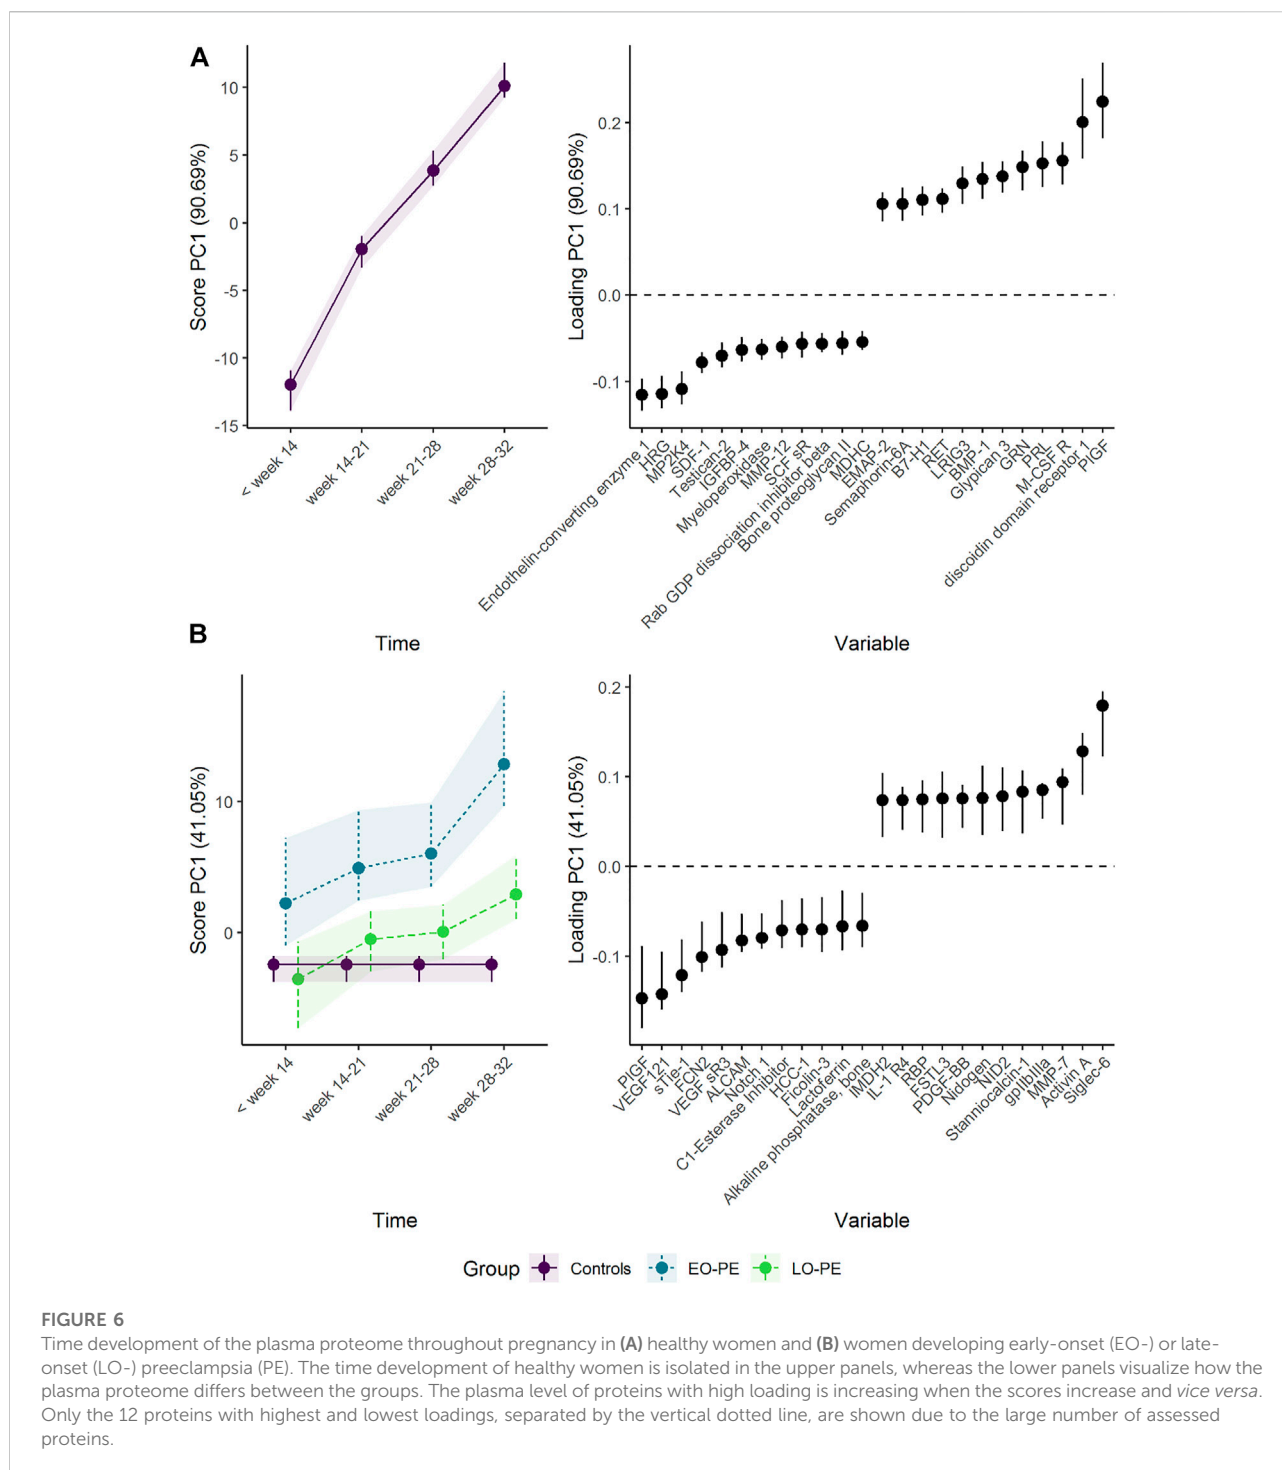 A
Score PC1 (90.69%)
10
5
0
-5
-10
-15
< week 14
week 14-21
week 21-28
week 28-32
Time
Loading PC1 (90.69%)
0.2
0.1
0.0
-0.1
Endothelin-converting enzyme 1
HRG
MP2K4
SDF-1
Testican-2
IGFBP-4
Myeloperoxidase
MMP-12
SCF sR
Rab GDP dissociation inhibitor beta
Bone proteoglycan II
MDHC
EMAP-2
Semaphorin-6A
B7-H1
RET
LRIG3
BMP-1
Glypican 3
GRN
PRL
M-CSF R
discoidin domain receptor 1
PlGF
Variable
B
Score PC1 (41.05%)
10
0
< week 14
week 14-21
week 21-28
week 28-32
Time
Loading PC1 (41.05%)
0.2
0.1
0.0
-0.1
PlGF
VEGF121
sTie-1
FCN2
VEGF sR3
ALCAM
Notch 1
C1-Esterase Inhibitor
HCC-1
Ficolin-3
Lactoferrin
Alkaline phosphatase, bone
IMDH2
IL-1 R4
RBP
FSTL3
PDGF-BB
Nidogen
NID2
Stanniocalcin-1
gpIIbIIIa
MMP-7
Activin A
Siglec-6
Variable
Group Controls EO-PE LO-PE
FIGURE 6
Time development of the plasma proteome throughout pregnancy in (A) healthy women and (B) women developing early-onset (EO-) or late-
onset (LO-) preeclampsia (PE). The time development of healthy women is isolated in the upper panels, whereas the lower panels visualize how the
plasma proteome differs between the groups. The plasma level of proteins with high loading is increasing when the scores increase and vice versa.
Only the 12 proteins with highest and lowest loadings, separated by the vertical dotted line, are shown due to the large number of assessed
proteins.